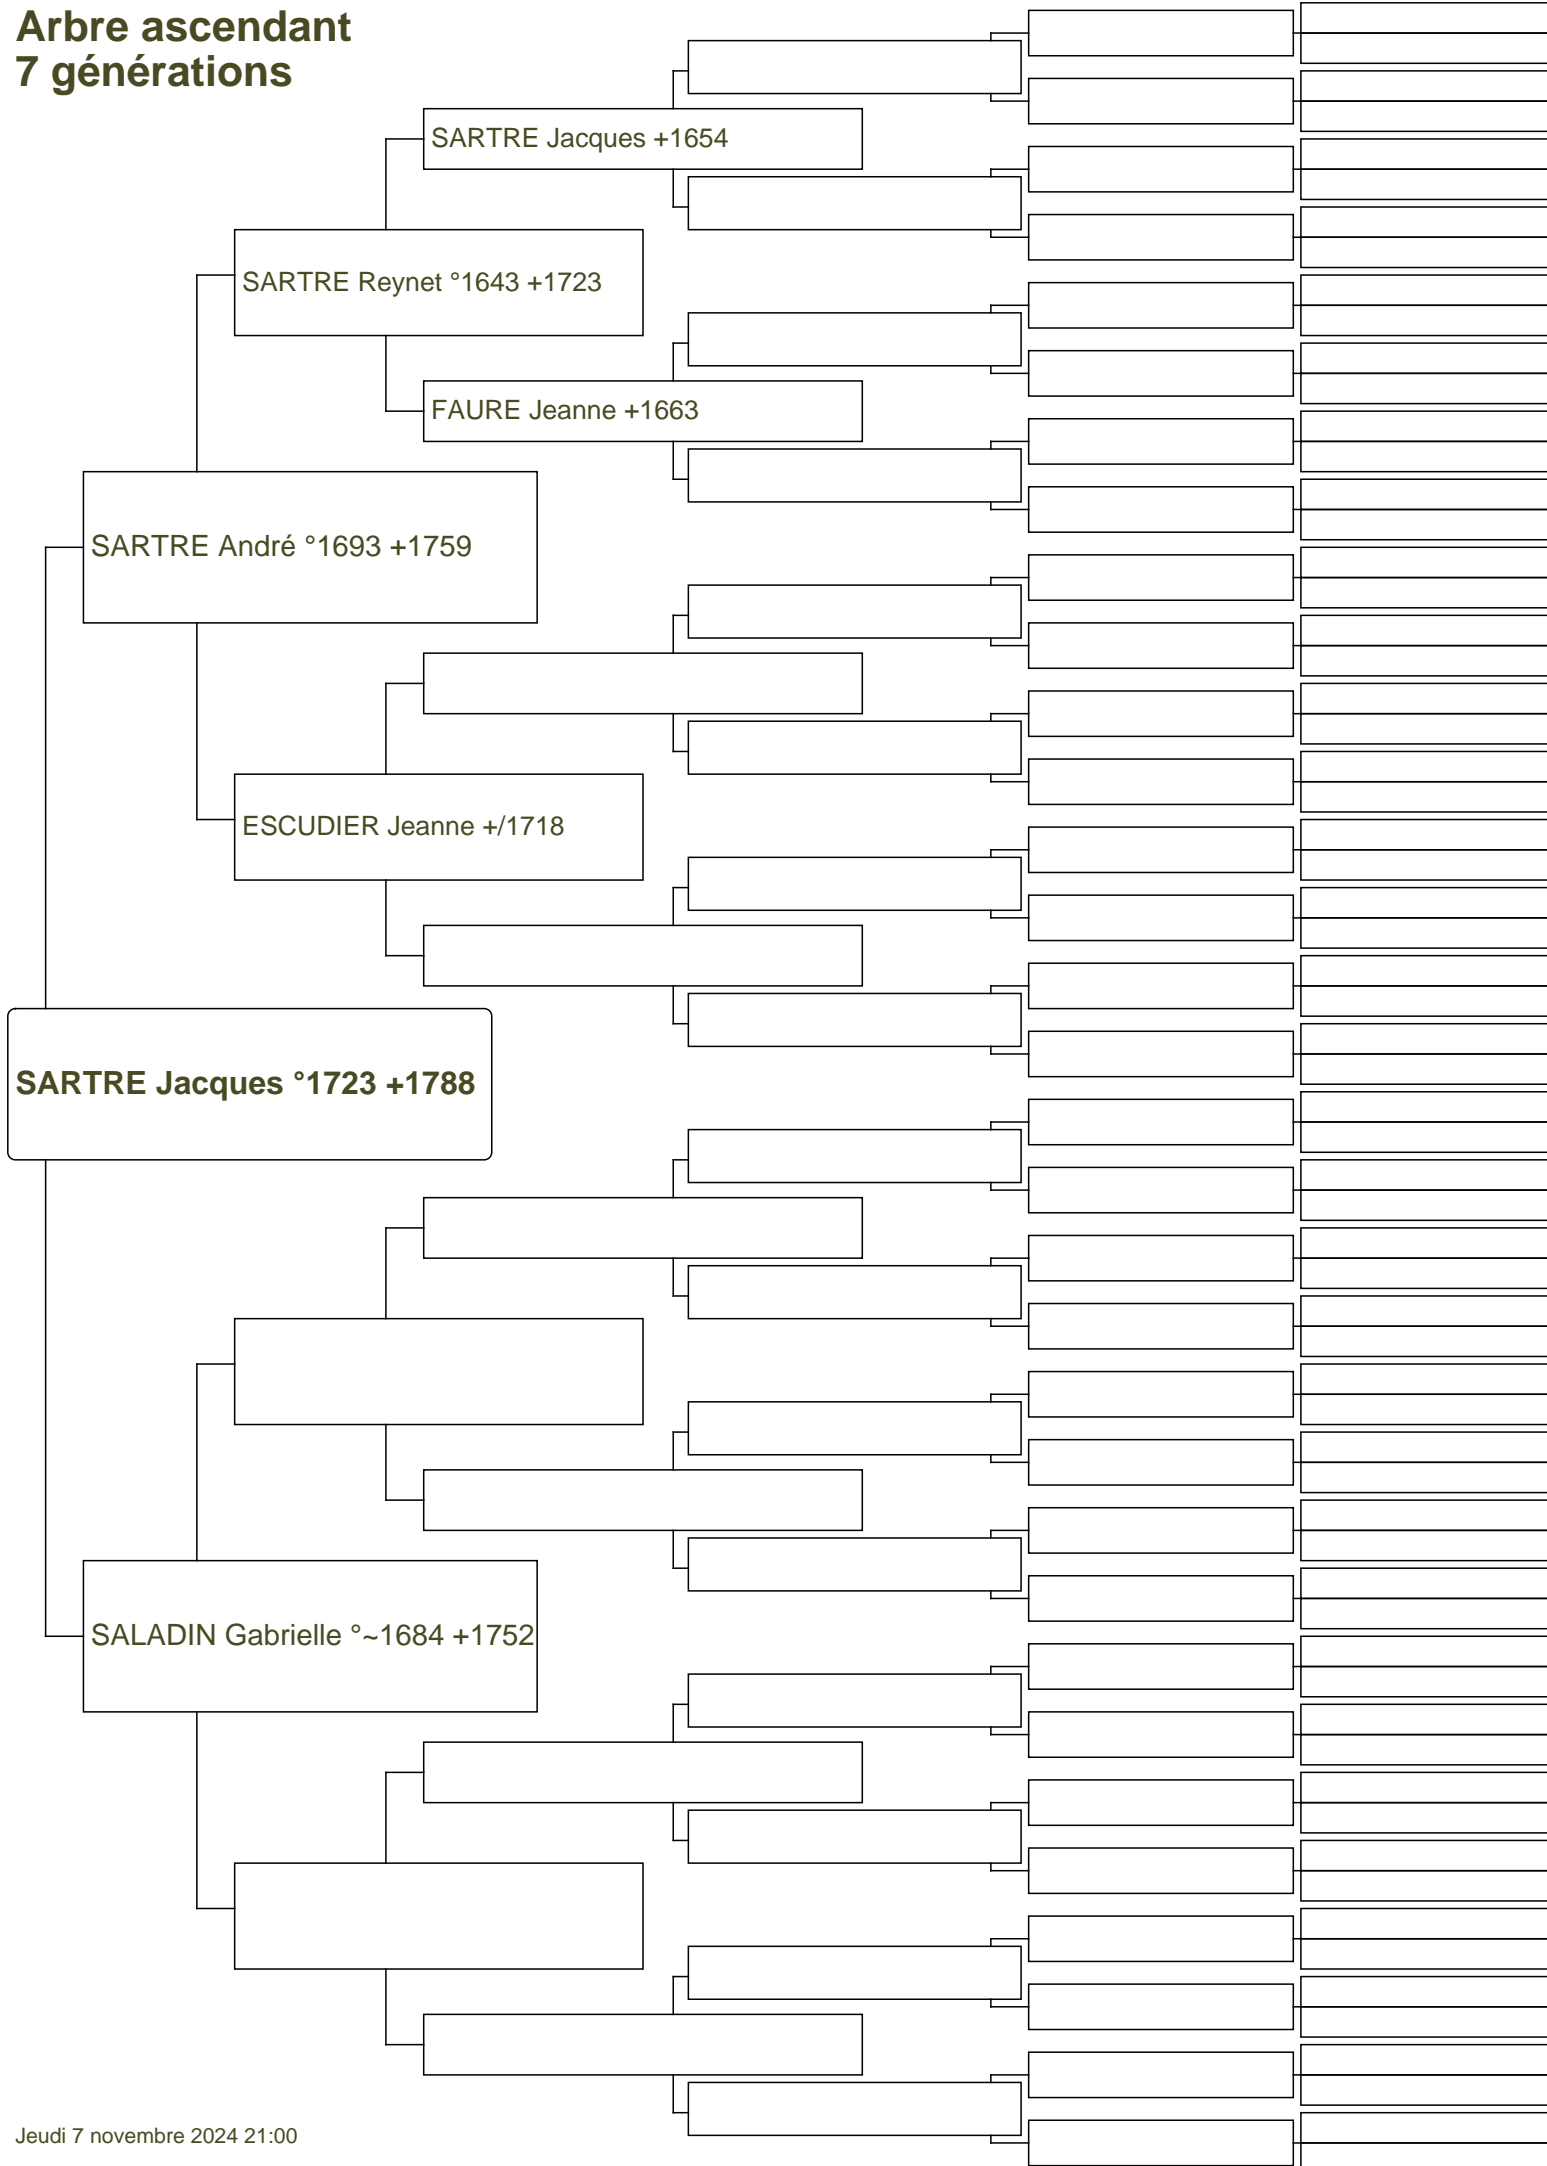 Arbre ascendant
7 générations
SARTRE Jacques +1654
SARTRE Reynet °1643 +1723
FAURE Jeanne +1663
SARTRE André °1693 +1759
ESCUDIER Jeanne +/1718
SARTRE Jacques °1723 +1788
SALADIN Gabrielle °~1684 +1752
Jeudi 7 novembre 2024 21:00